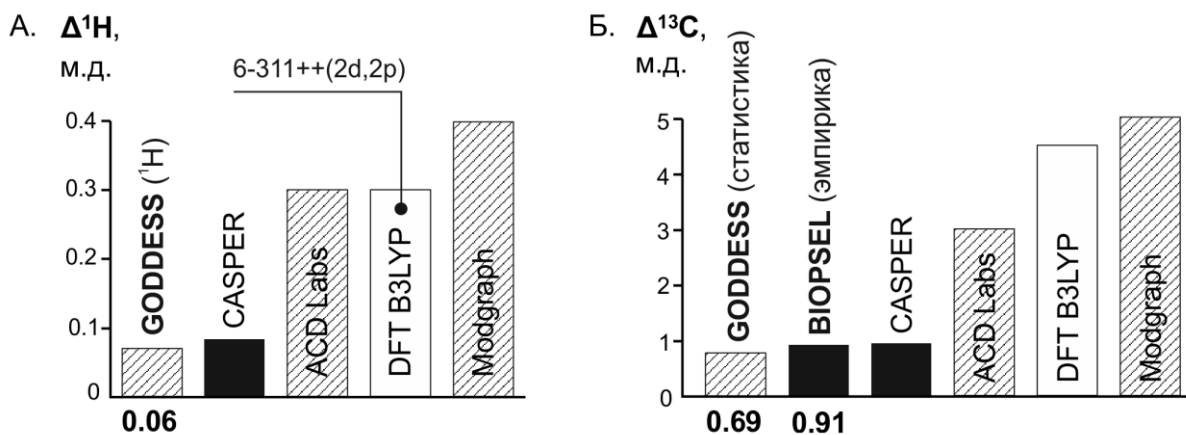 А. Δ¹H,
м.д.
6-311++(2d,2p)
0.4
0.3
0.2
0.1
0
GODDESS (¹H)
CASPER
ACD Labs
DFT B3LYP
Modgraph
0.06
Б. Δ¹³C,
м.д.
5
4
3
2
1
0
GODDESS (статистика)
BIOPSEL (эмпирика)
CASPER
ACD Labs
DFT B3LYP
Modgraph
0.69
0.91